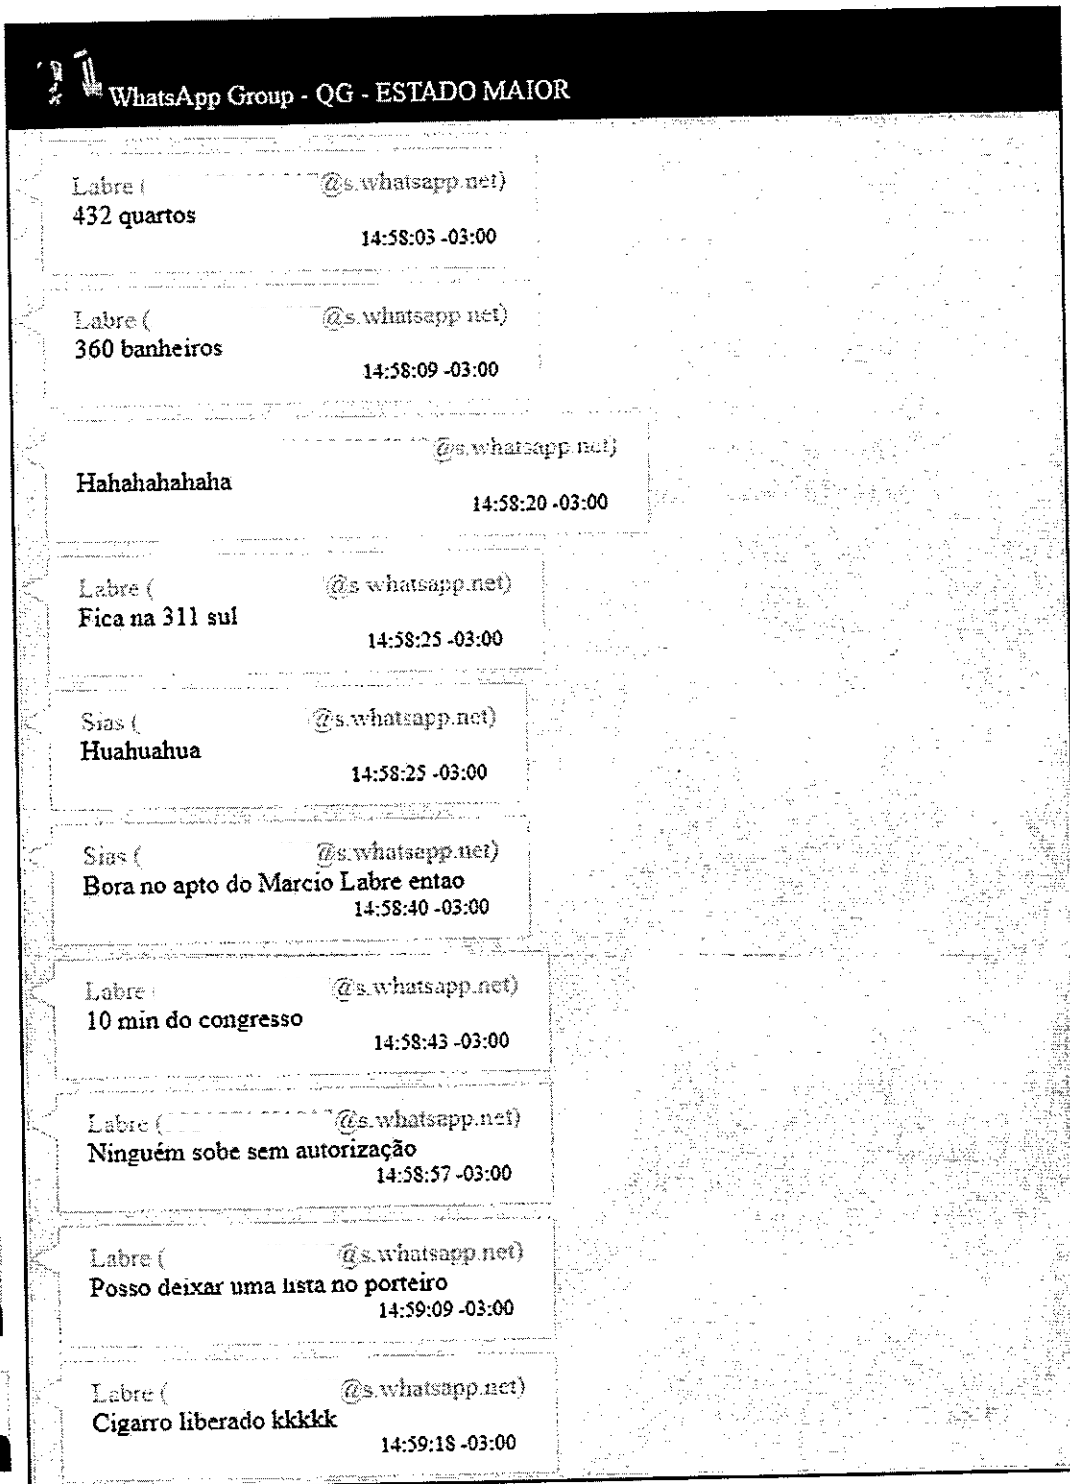 WhatsApp Group - QG - ESTADO MAIOR
Labre ( @s.whatsapp.net)
432 quartos
14:58:03 -03:00
Labre ( @s.whatsapp.net)
360 banheiros
14:58:09 -03:00
@s.whatsapp.net)
Hahahahahaha
14:58:20 -03:00
Labre ( @s.whatsapp.net)
Fica na 311 sul
14:58:25 -03:00
Sias ( @s.whatsapp.net)
Huahuahua
14:58:25 -03:00
Sias ( @s.whatsapp.net)
Bora no apto do Marcio Labre entao
14:58:40 -03:00
Labre ( @s.whatsapp.net)
10 min do congresso
14:58:43 -03:00
Labre ( @s.whatsapp.net)
Ninguém sobe sem autorização
14:58:57 -03:00
Labre ( @s.whatsapp.net)
Posso deixar uma lista no porteiro
14:59:09 -03:00
Labre ( @s.whatsapp.net)
Cigarro liberado kkkkk
14:59:18 -03:00